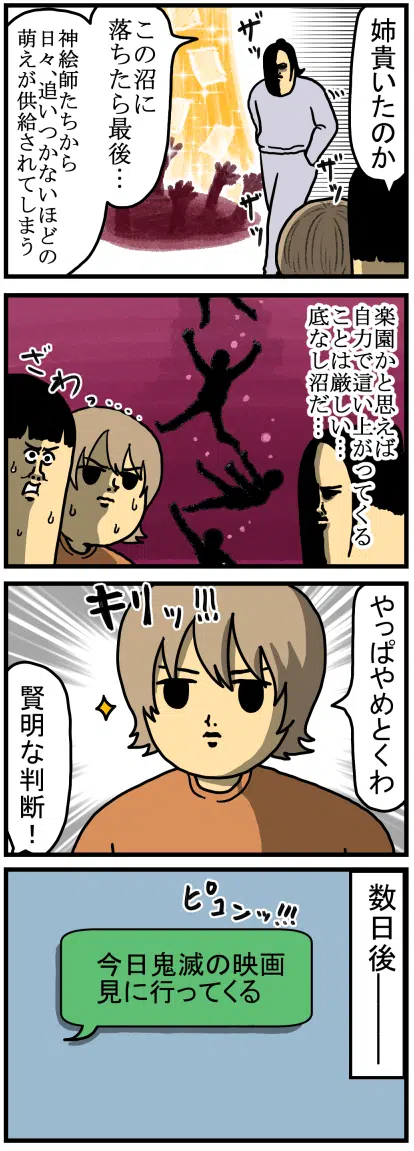 姉貴いたのか
ザッ
ザッ
ザッ
ザッ
この沼に
落ちたら最後…
神絵師たちから
日々、追いつかないほどの
萌えが供給されてしまう
楽園かと思えば
自力で這い上がってくる
ことは厳しい…
底なし沼だ…
ざわっ……
やっぱやめとくわ
キリッ!!!
賢明な判断!
数日後――
ピコンッ!!!
今日鬼滅の映画
見に行ってくる